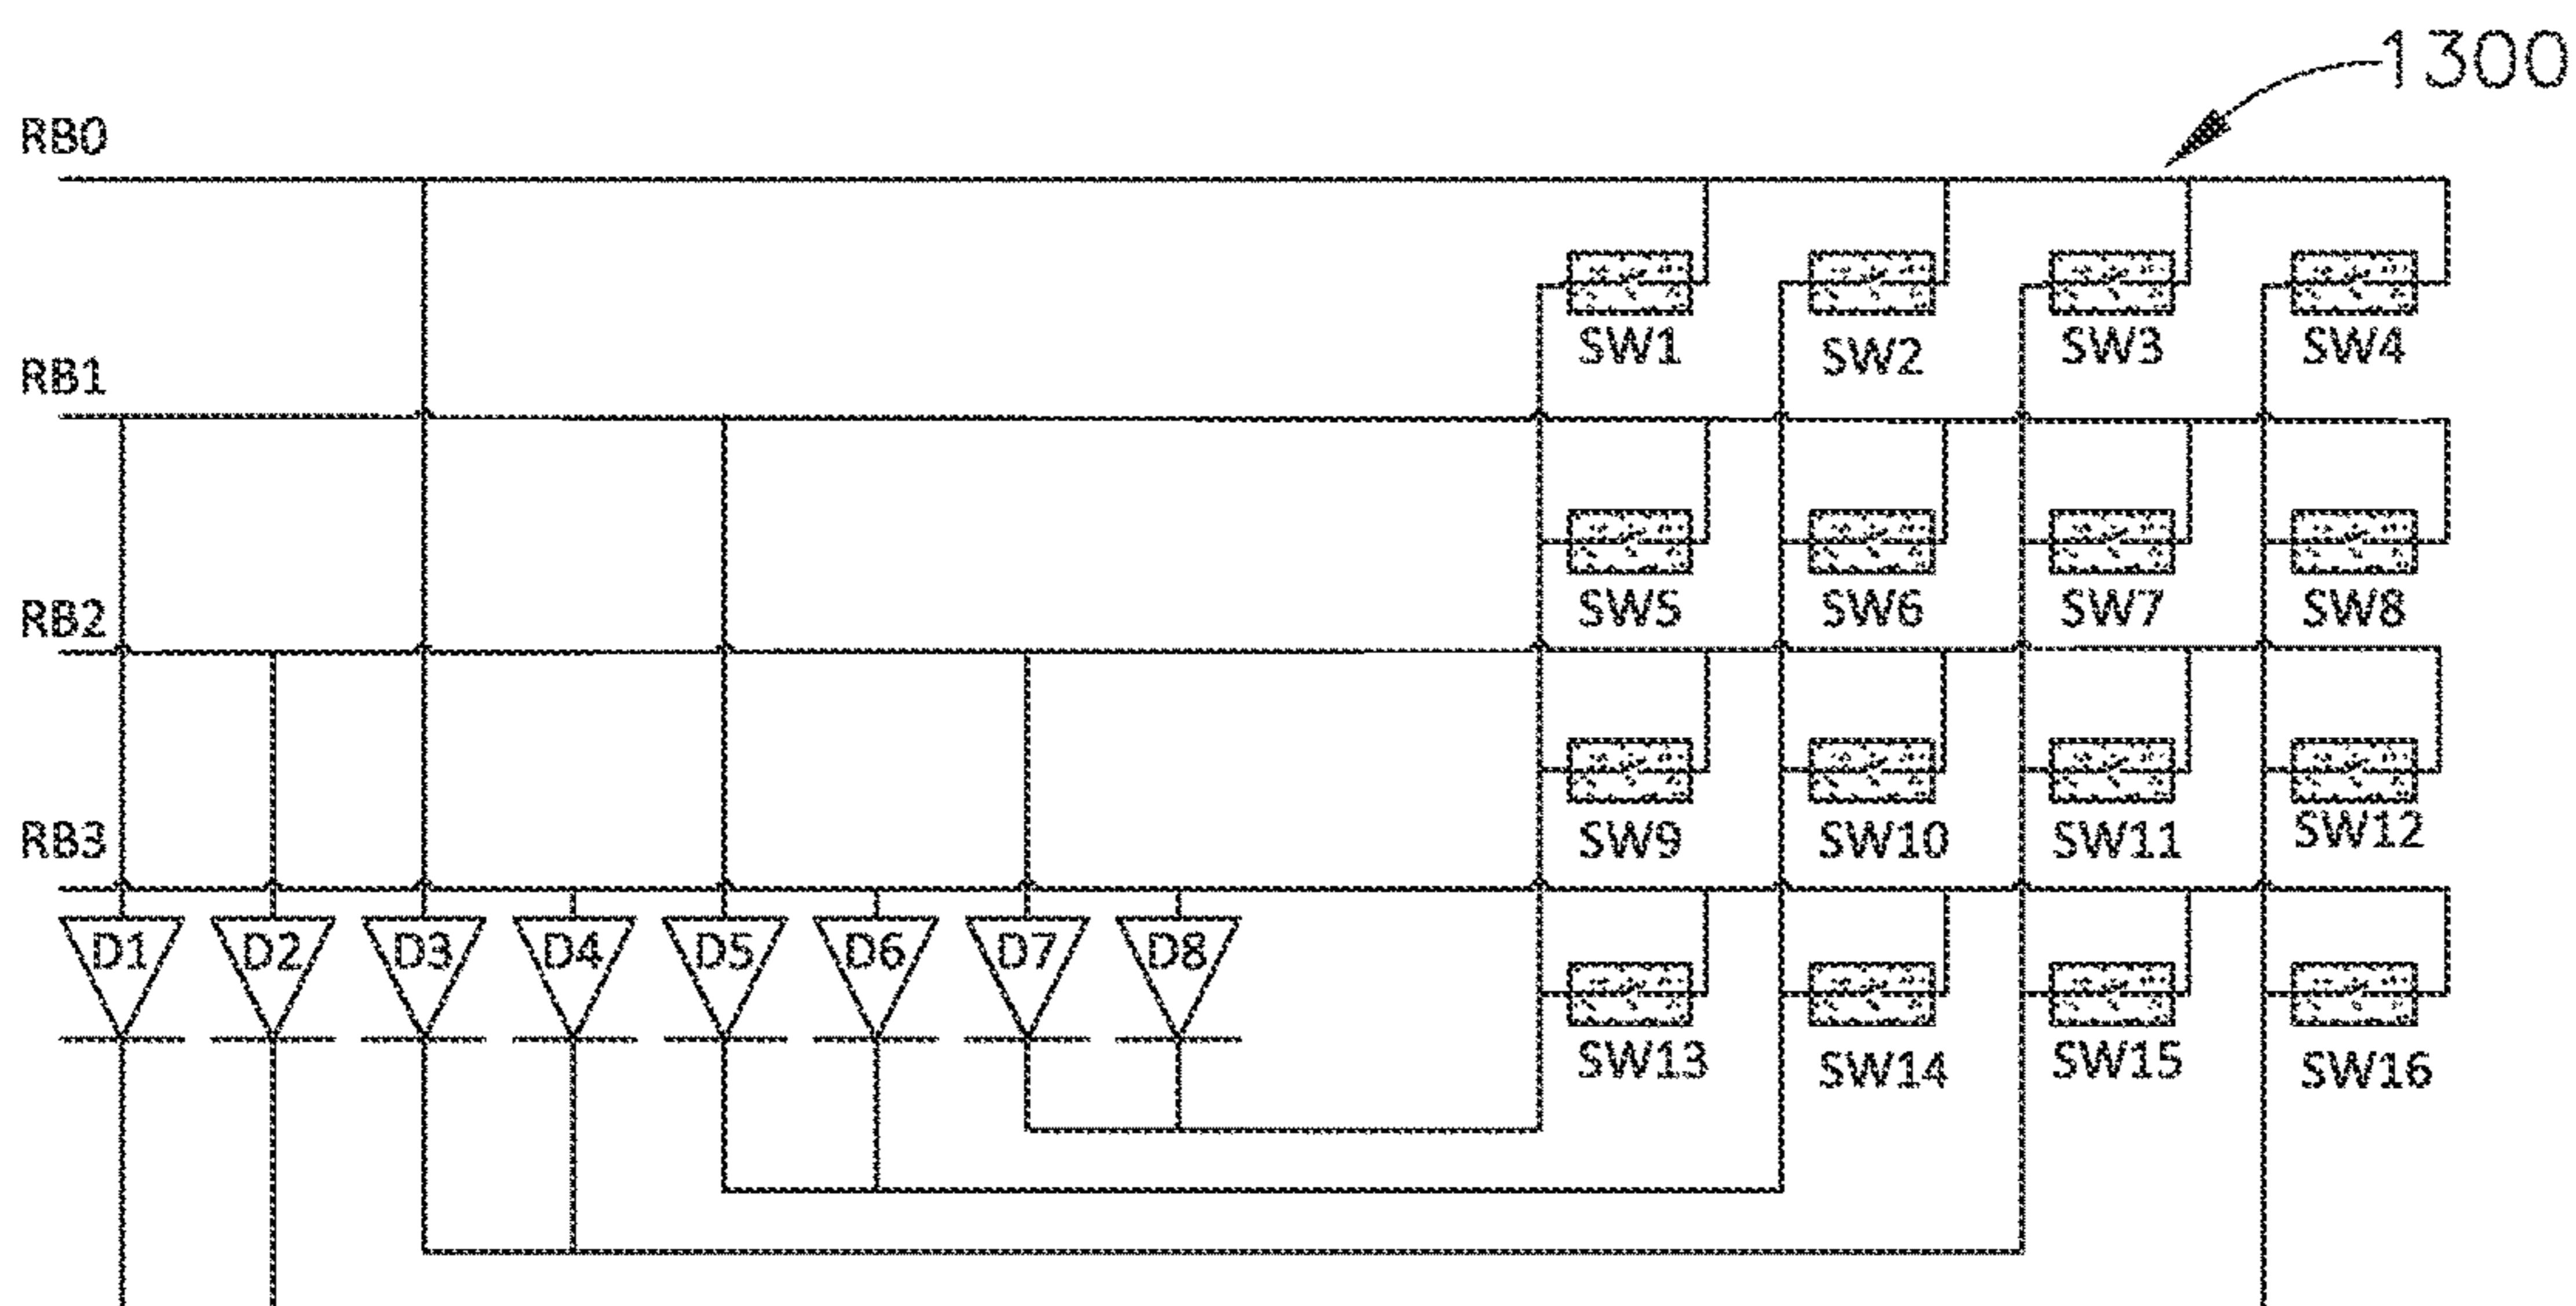 1300
RB0
SW1 SW2 SW3 SW4
RB1
SW5 SW6 SW7 SW8
RB2
SW9 SW10 SW11 SW12
RB3
D1 D2 D3 D4 D5 D6 D7 D8
SW13 SW14 SW15 SW16